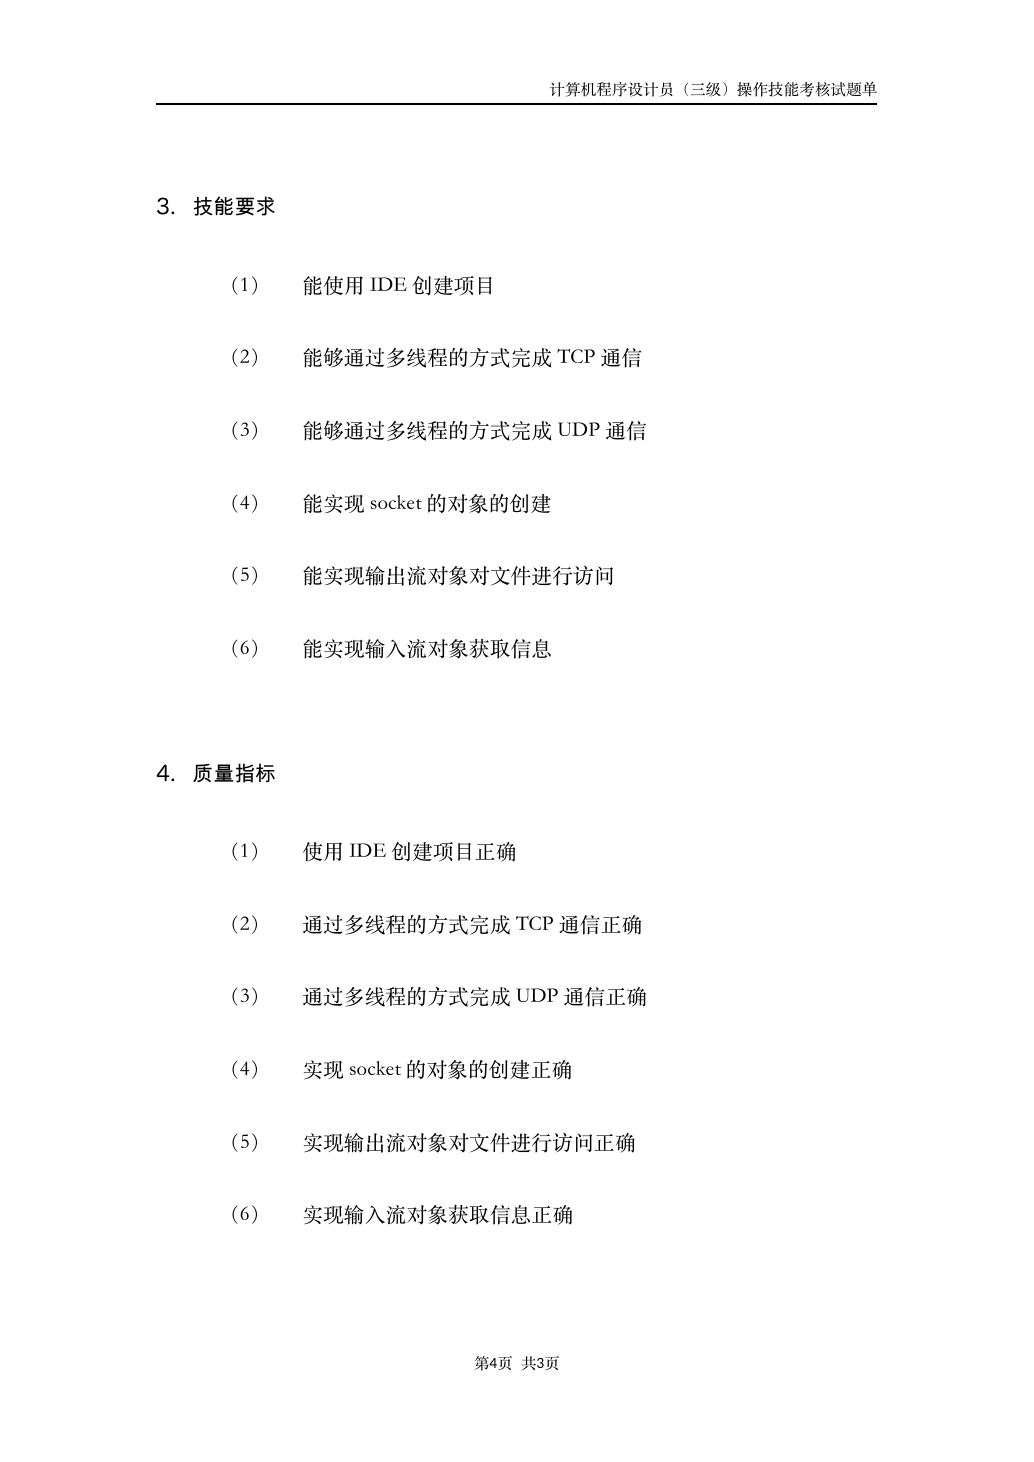 计算机程序设计员（三级）操作技能考核试题单
3. 技能要求
（1） 能使用 IDE 创建项目
（2） 能够通过多线程的方式完成 TCP 通信
（3） 能够通过多线程的方式完成 UDP 通信
（4） 能实现 socket 的对象的创建
（5） 能实现输出流对象对文件进行访问
（6） 能实现输入流对象获取信息
4. 质量指标
（1） 使用 IDE 创建项目正确
（2） 通过多线程的方式完成 TCP 通信正确
（3） 通过多线程的方式完成 UDP 通信正确
（4） 实现 socket 的对象的创建正确
（5） 实现输出流对象对文件进行访问正确
（6） 实现输入流对象获取信息正确
第4页 共3页